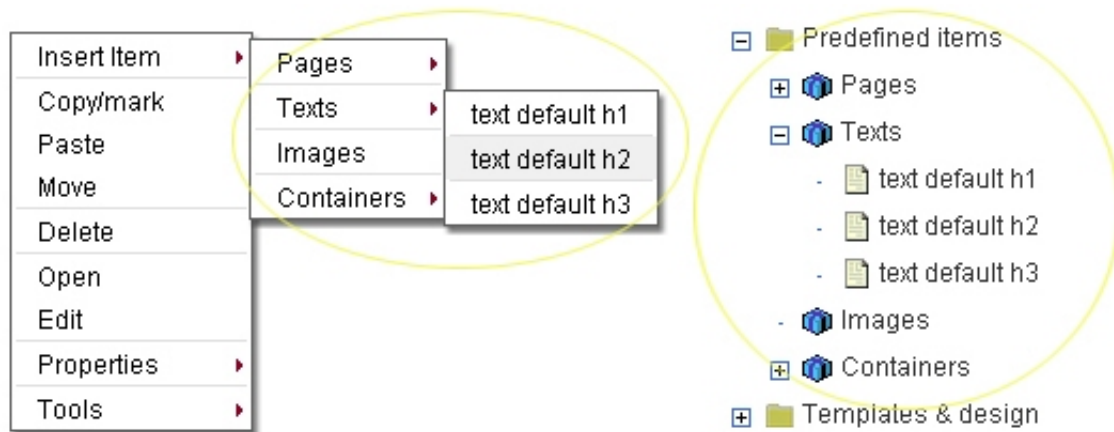 Insert Item
Copy/mark
Paste
Move
Delete
Open
Edit
Properties
Tools
Pages
Texts
Images
Containers
text default h1
text default h2
text default h3
Predefined items
Pages
Texts
text default h1
text default h2
text default h3
Images
Containers
Templates & design